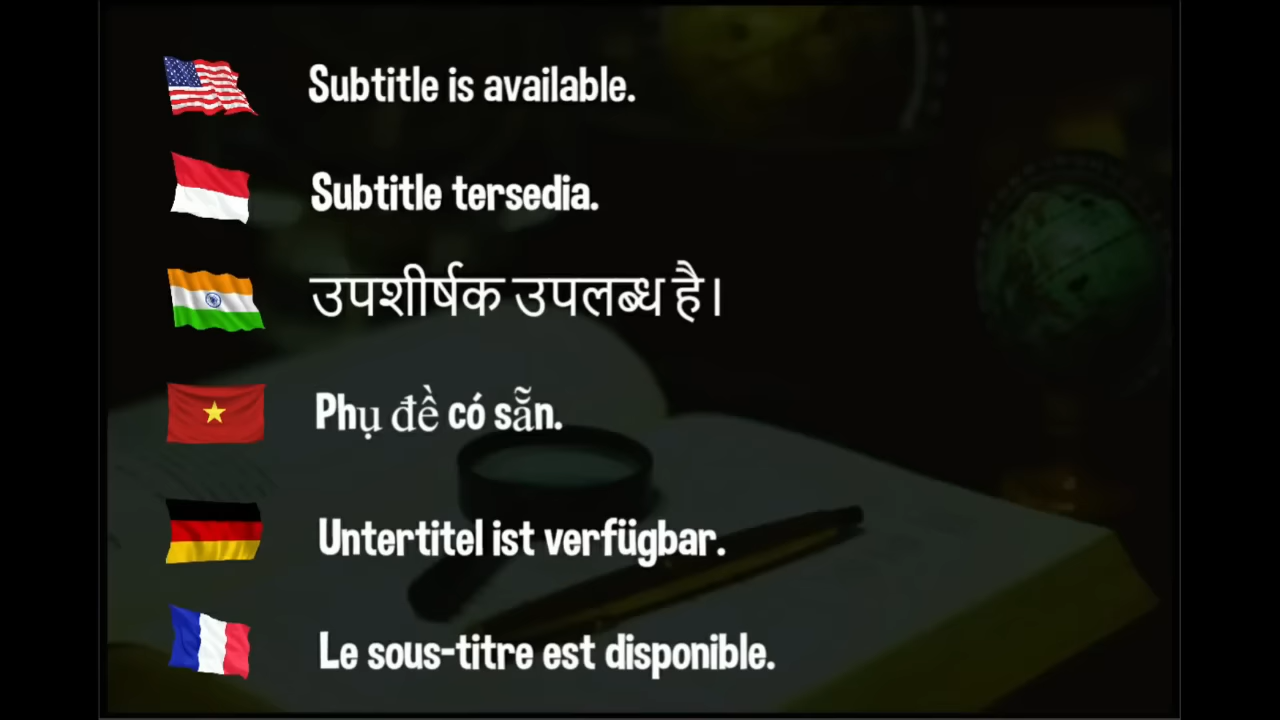 Subtitle is available.
Subtitle tersedia.
उपशीर्षक उपलब्ध है।
Phụ đề có sẵn.
Untertitel ist verfügbar.
Le sous-titre est disponible.